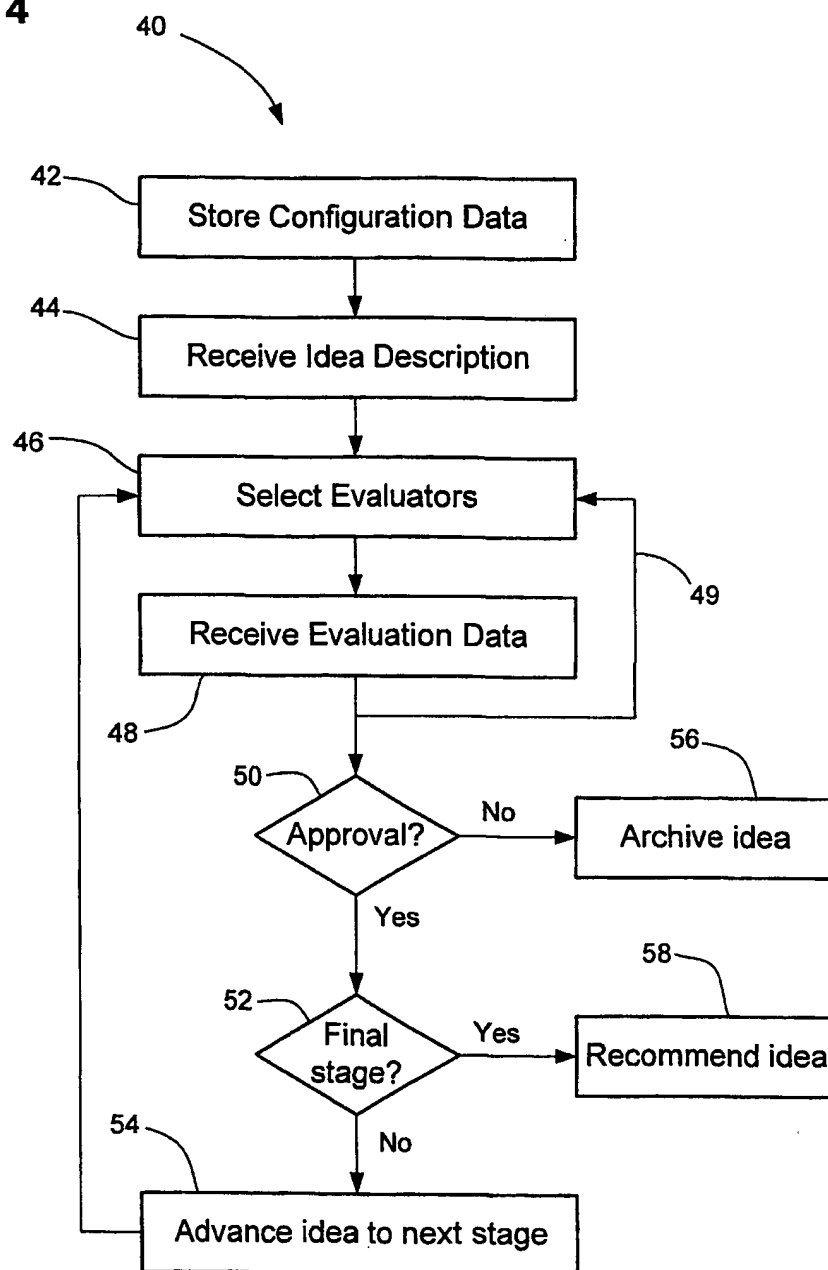 4
40
42
Store Configuration Data
44
Receive Idea Description
46
Select Evaluators
49
Receive Evaluation Data
48
50
Approval?
No
56
Archive idea
Yes
52
Final
stage?
Yes
58
Recommend idea
No
54
Advance idea to next stage